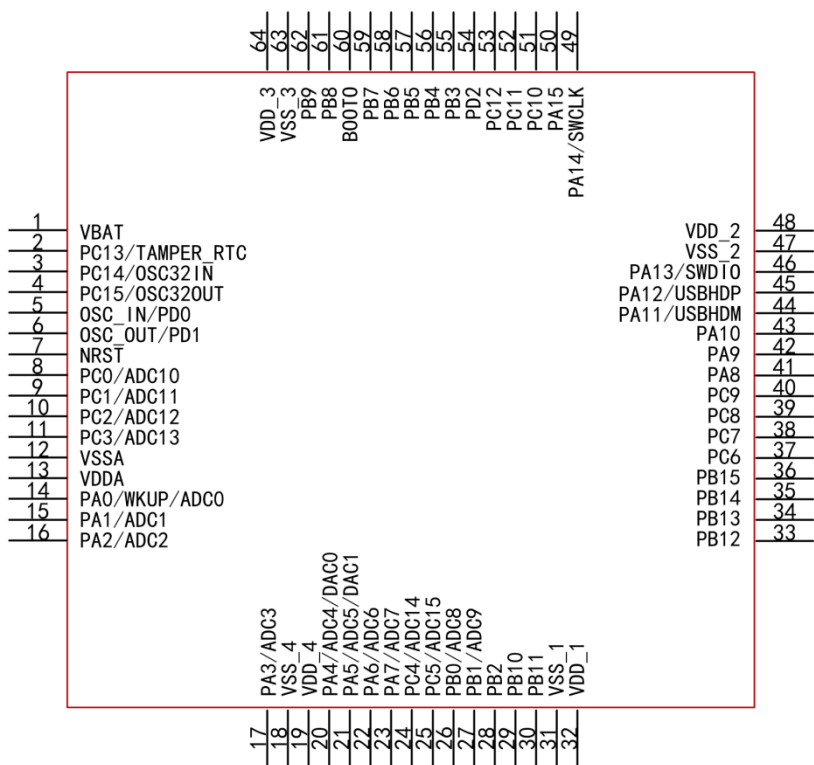 64 63 62 61 60 59 58 57 56 55 54 53 52 51 50 49
VDD_3
VSS_3
PB9
PB8
BOOT0
PB7
PB6
PB5
PB4
PB3
PD2
PC12
PC11
PC10
PA15
PA14/SWCLK
1 VBAT
2 PC13/TAMPER_RTC
3 PC14/OSC32IN
4 PC15/OSC32OUT
5 OSC_IN/PD0
6 OSC_OUT/PD1
7 NRST
8 PC0/ADC10
9 PC1/ADC11
10 PC2/ADC12
11 PC3/ADC13
12 VSSA
13 VDDA
14 PA0/WKUP/ADC0
15 PA1/ADC1
16 PA2/ADC2
VDD_2 48
VSS_2 47
PA13/SWDIO 46
PA12/USBHDP 45
PA11/USBHDM 44
PA10 43
PA9 42
PA8 41
PC9 40
PC8 39
PC7 38
PC6 37
PB15 36
PB14 35
PB13 34
PB12 33
PA3/ADC3
VSS_4
VDD_4
PA4/ADC4/DAC0
PA5/ADC5/DAC1
PA6/ADC6
PA7/ADC7
PC4/ADC14
PC5/ADC15
PB0/ADC8
PB1/ADC9
PB2
PB10
PB11
VSS_1
VDD_1
17 18 19 20 21 22 23 24 25 26 27 28 29 30 31 32